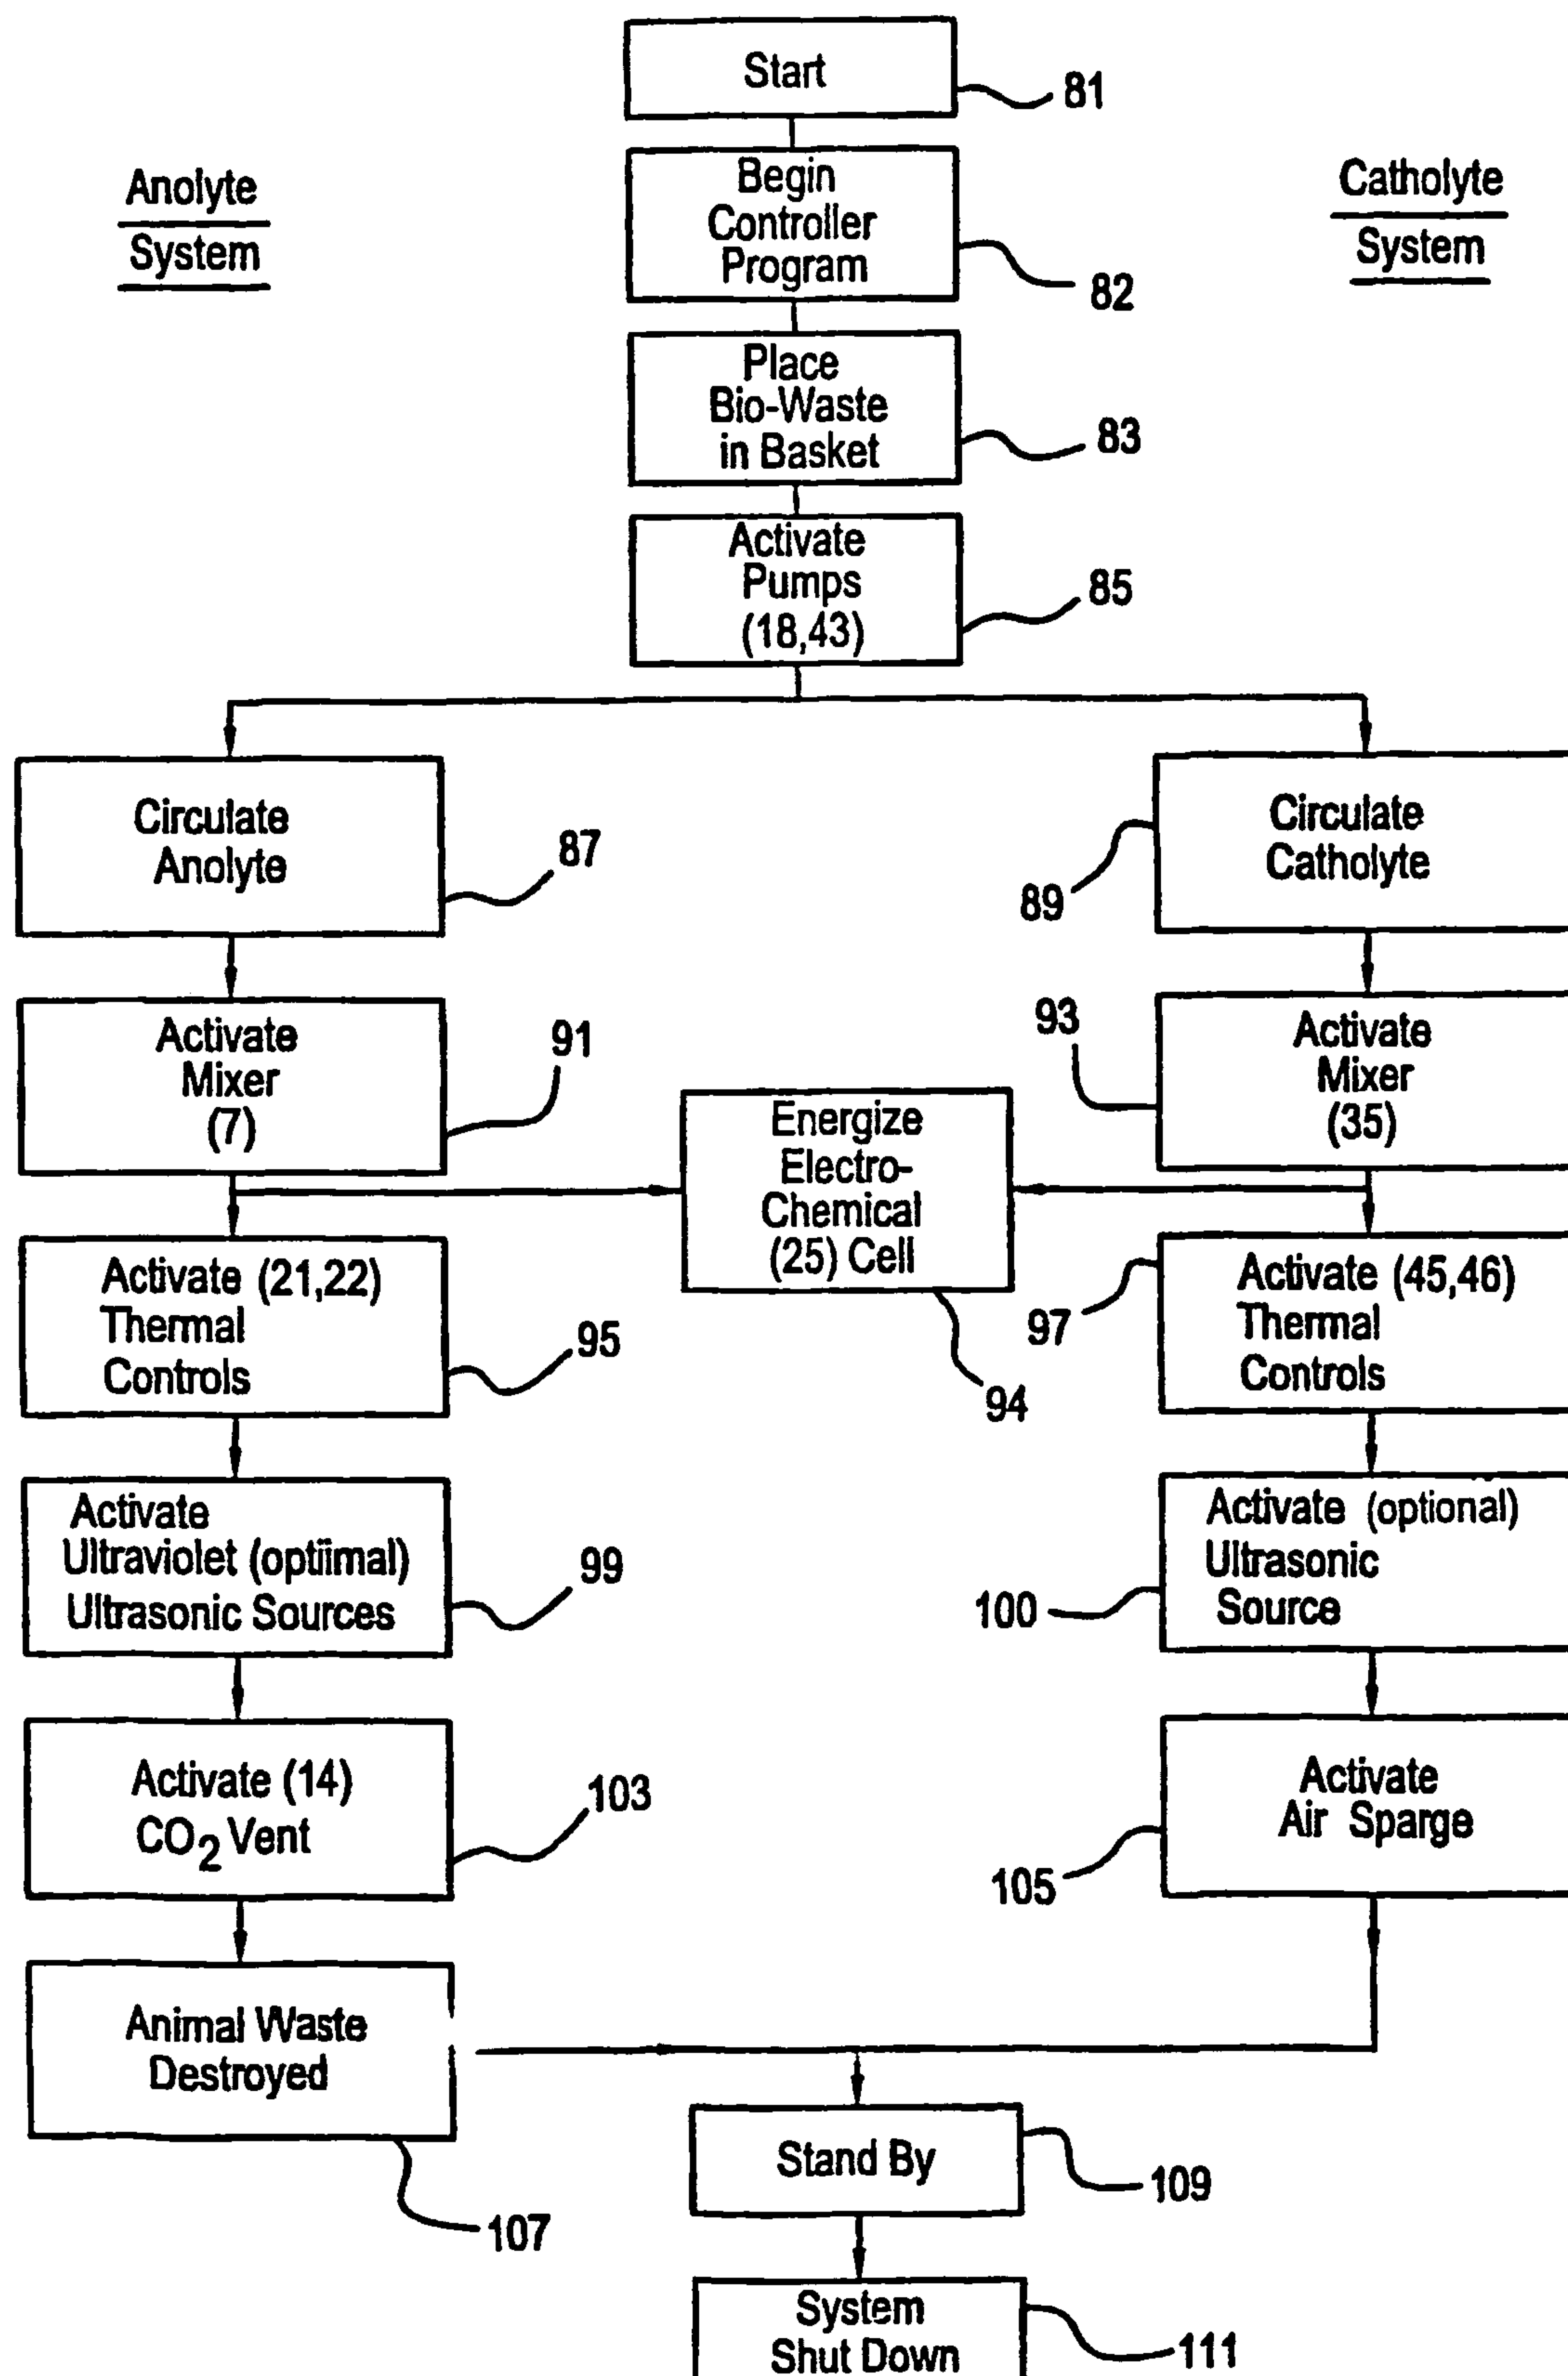 Start
81
Anolyte
System
Catholyte
System
Begin
Controller
Program
82
Place
Bio-Waste
in Basket
83
Activate
Pumps
(18,43)
85
Circulate
Anolyte
87
Circulate
Catholyte
89
Activate
Mixer
(7)
91
Activate
Mixer
(35)
93
Energize
Electro-
Chemical
(25) Cell
94
Activate (21,22)
Thermal
Controls
95
Activate (45,46)
Thermal
Controls
97
Activate
Ultraviolet (optiimal)
Ultrasonic Sources
99
Activate (optional)
Ultrasonic
Source
100
Activate (14)
CO2 Vent
103
Activate
Air Sparge
105
Animal Waste
Destroyed
107
Stand By
109
System
Shut Down
111